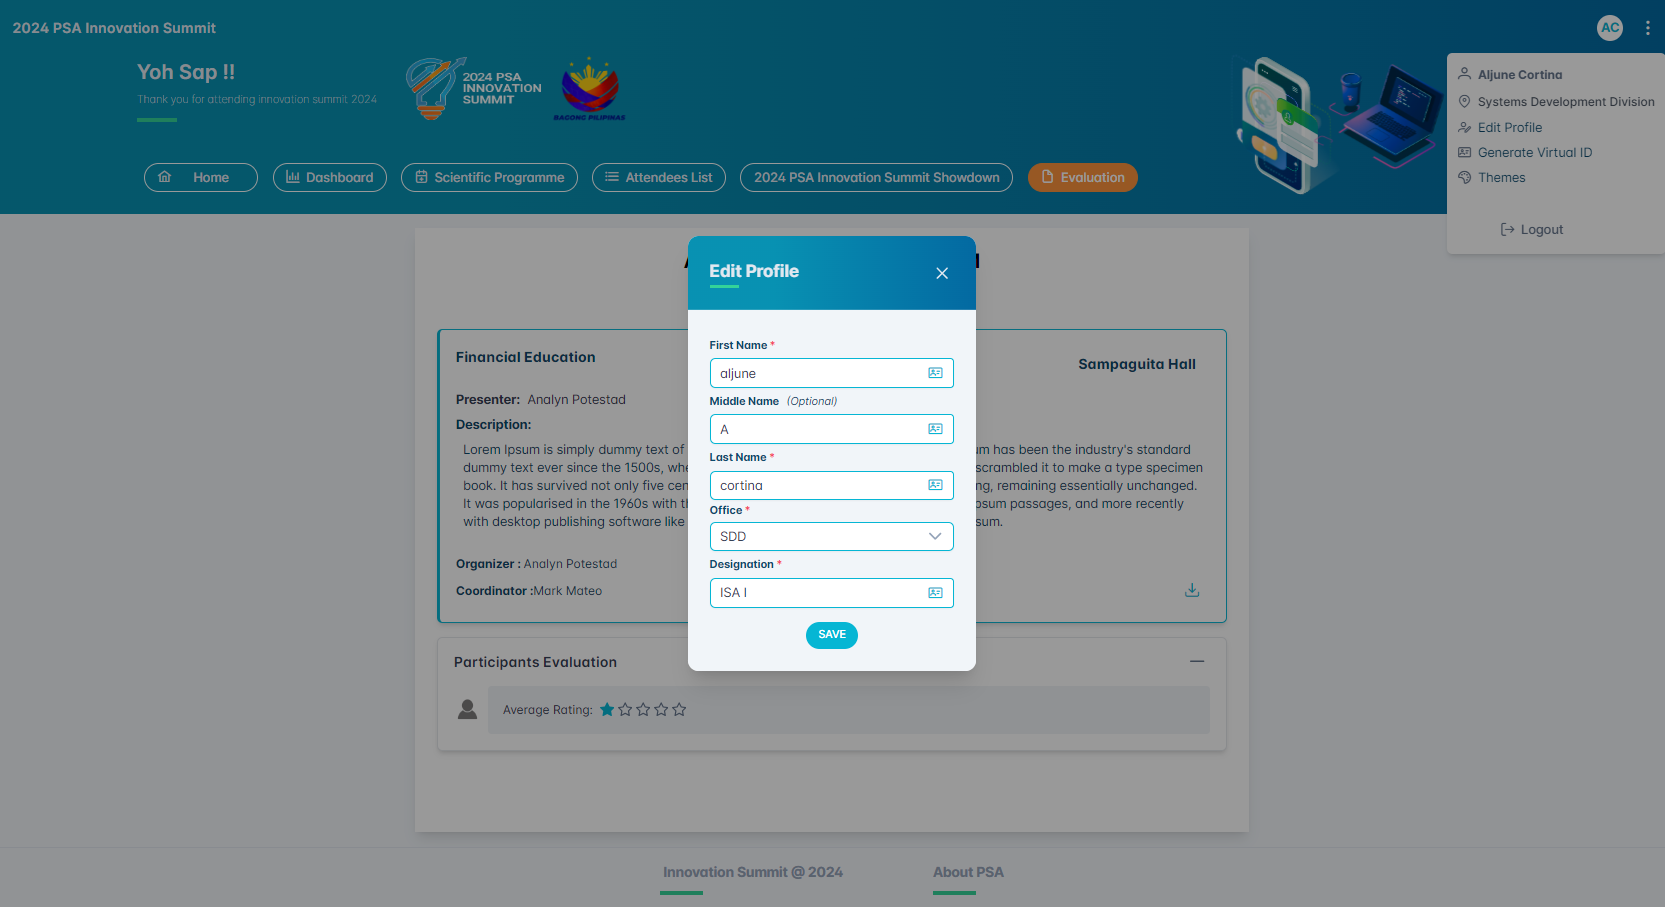 2024 PSA Innovation Summit
AC
Yoh Sap !!
Thank you for attending innovation summit 2024
2024 PSA
INNOVATION
SUMMIT
BAGONG PILIPINAS
Aljune Cortina
Systems Development Division
Edit Profile
Generate Virtual ID
Themes
Logout
Home
Dashboard
Scientific Programme
Attendees List
2024 PSA Innovation Summit Showdown
Evaluation
Edit Profile
First Name *
aljune
Middle Name (Optional)
A
Last Name *
cortina
Office *
SDD
Designation *
ISA I
SAVE
Financial Education
Sampaguita Hall
Presenter: Analyn Potestad
Description:
Lorem Ipsum is simply dummy text of
um has been the industry's standard
dummy text ever since the 1500s, whe
scrambled it to make a type specimen
book. It has survived not only five cen
ng, remaining essentially unchanged.
It was popularised in the 1960s with th
psum passages, and more recently
with desktop publishing software like
sum.
Organizer : Analyn Potestad
Coordinator :Mark Mateo
Participants Evaluation
Average Rating:
Innovation Summit @ 2024
About PSA